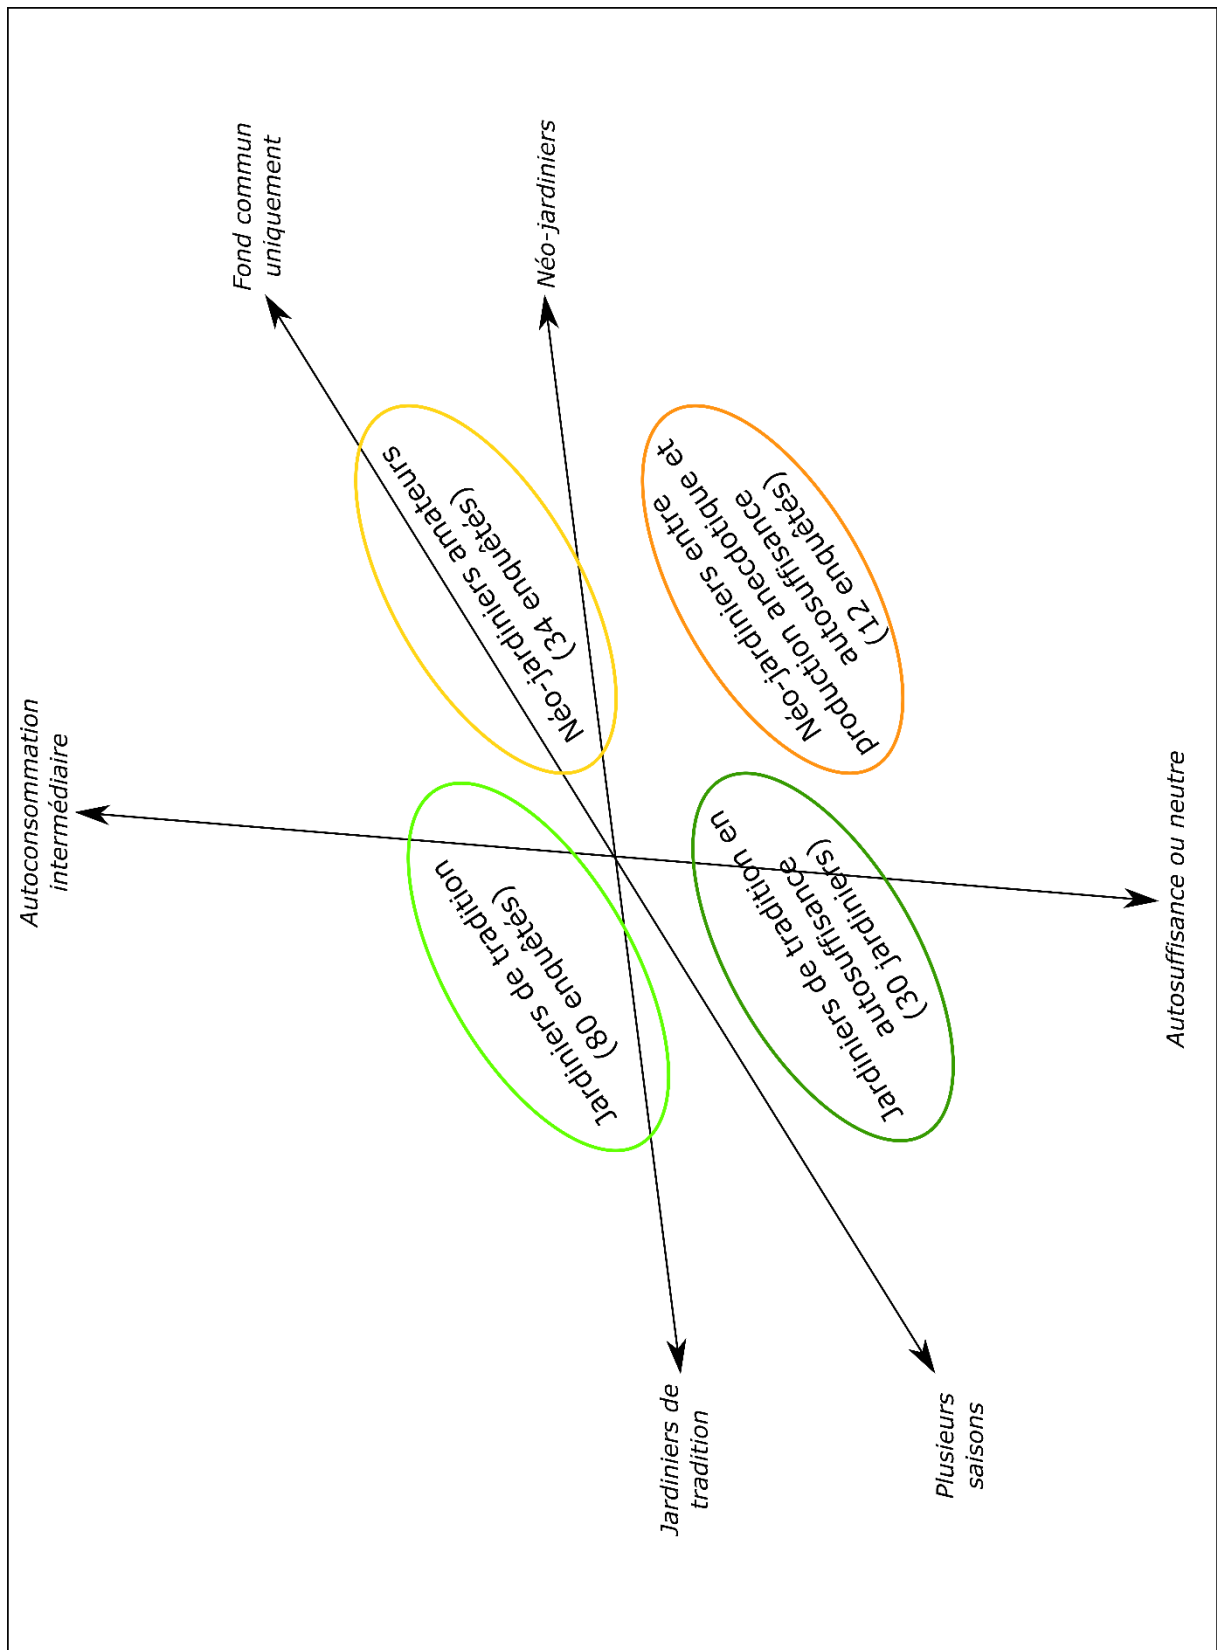 Autoconsommation
intermédiaire
Fond commun
uniquement
Néo-jardiniers
Néo-jardiniers amateurs
(34 enquêtés)
Néo-jardiniers entre
production anecdotique et
autosuffisance
(12 enquêtés)
Jardiniers de tradition
(80 enquêtés)
Jardiniers de tradition en
autosuffisance
(30 jardiniers)
Jardiniers de
tradition
Plusieurs
saisons
Autosuffisance ou neutre